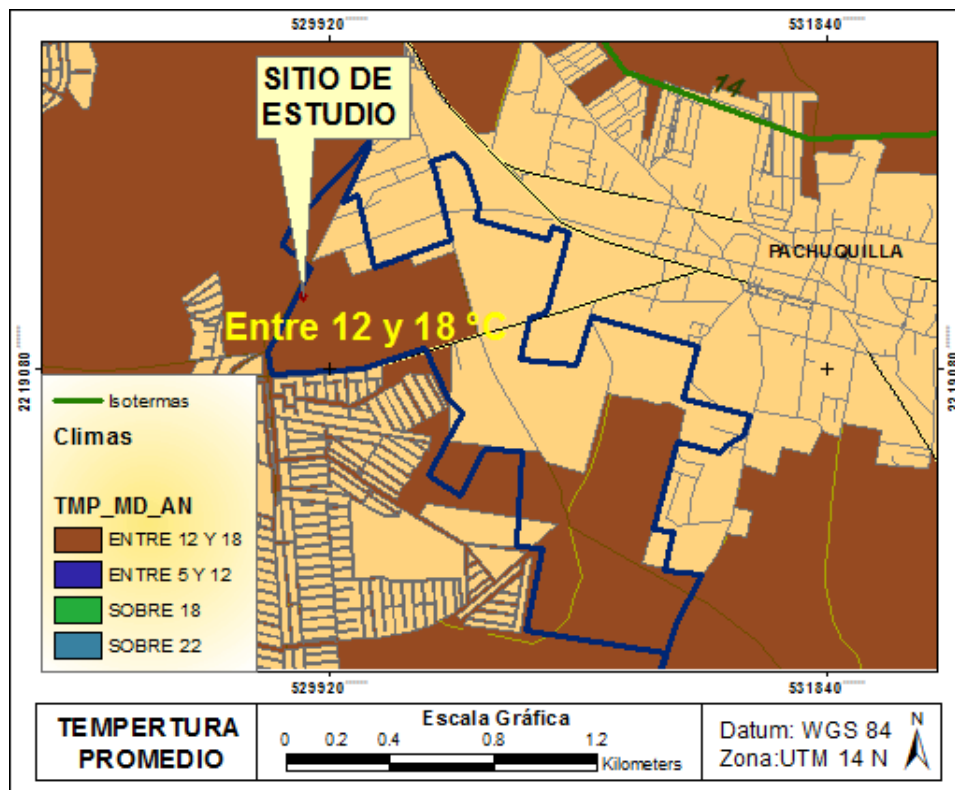 529920
531840
SITIO DE
ESTUDIO
14
PACHUQUILLA
Entre 12 y 18 °C
2219080
2219080
Isotermas
Climas
TMP_MD_AN
ENTRE 12 Y 18
ENTRE 5 Y 12
SOBRE 18
SOBRE 22
529920
531840
TEMPERTURA
PROMEDIO
Escala Gráfica
0 0.2 0.4 0.8 1.2
Kilometers
Datum: WGS 84
Zona:UTM 14 N
N